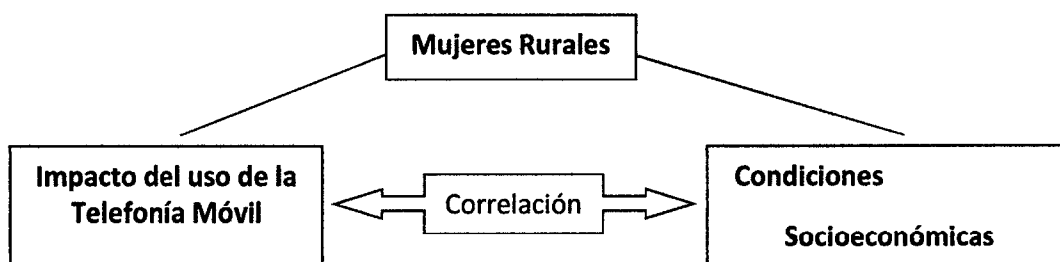 Mujeres Rurales
Impacto del uso de la
Telefonía Móvil
Correlación
Condiciones
Socioeconómicas